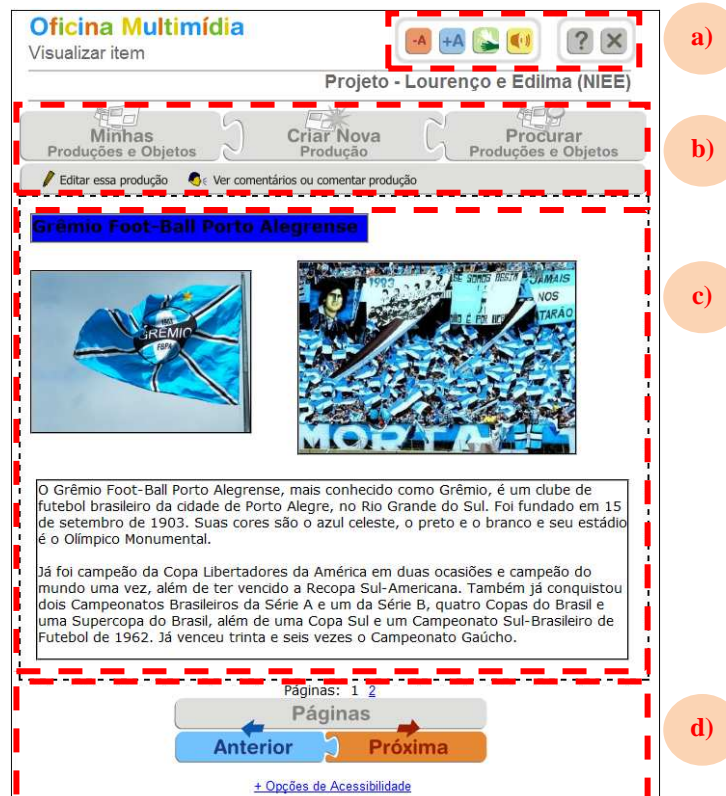 Oficina Multimídia
Visualizar item
-A +A ? X
a)
Projeto - Lourenço e Edilma (NIEE)
Minhas
Produções e Objetos
Criar Nova
Produção
Procurar
Produções e Objetos
b)
Editar essa produção Ver comentários ou comentar produção
Grêmio Foot-Ball Porto Alegrense
1903
GRÊMIO
FBPA
1983
SE SOMOS ASSIM
JAMAIS
NOS
MATARÃO
MORTA
c)
O Grêmio Foot-Ball Porto Alegrense, mais conhecido como Grêmio, é um clube de
futebol brasileiro da cidade de Porto Alegre, no Rio Grande do Sul. Foi fundado em 15
de setembro de 1903. Suas cores são o azul celeste, o preto e o branco e seu estádio
é o Olímpico Monumental.
Já foi campeão da Copa Libertadores da América em duas ocasiões e campeão do
mundo uma vez, além de ter vencido a Recopa Sul-Americana. Também já conquistou
dois Campeonatos Brasileiros da Série A e um da Série B, quatro Copas do Brasil e
uma Supercopa do Brasil, além de uma Copa Sul e um Campeonato Sul-Brasileiro de
Futebol de 1962. Já venceu trinta e seis vezes o Campeonato Gaúcho.
Páginas: 1 2
Páginas
Anterior Próxima
d)
+ Opções de Acessibilidade